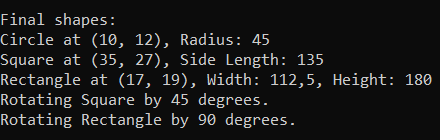 Final shapes:
Circle at (10, 12), Radius: 45
Square at (35, 27), Side Length: 135
Rectangle at (17, 19), Width: 112,5, Height: 180
Rotating Square by 45 degrees.
Rotating Rectangle by 90 degrees.